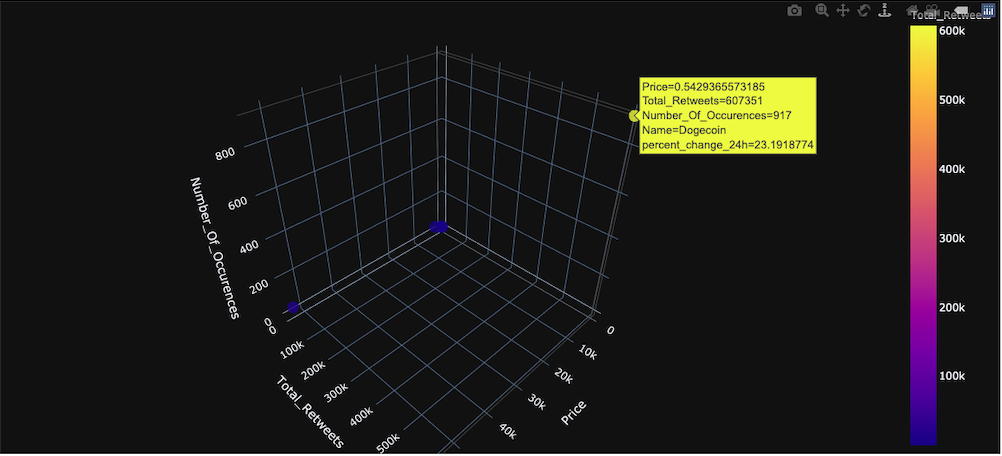 Total_Retweets
600k
500k
400k
300k
200k
100k
Price=0.5429365573185
Total_Retweets=607351
Number_Of_Occurences=917
Name=Dogecoin
percent_change_24h=23.1918774
800
600
400
200
0
Number_Of_Occurences
0
100k
200k
300k
400k
500k
Total_Retweets
0
10k
20k
30k
40k
Price